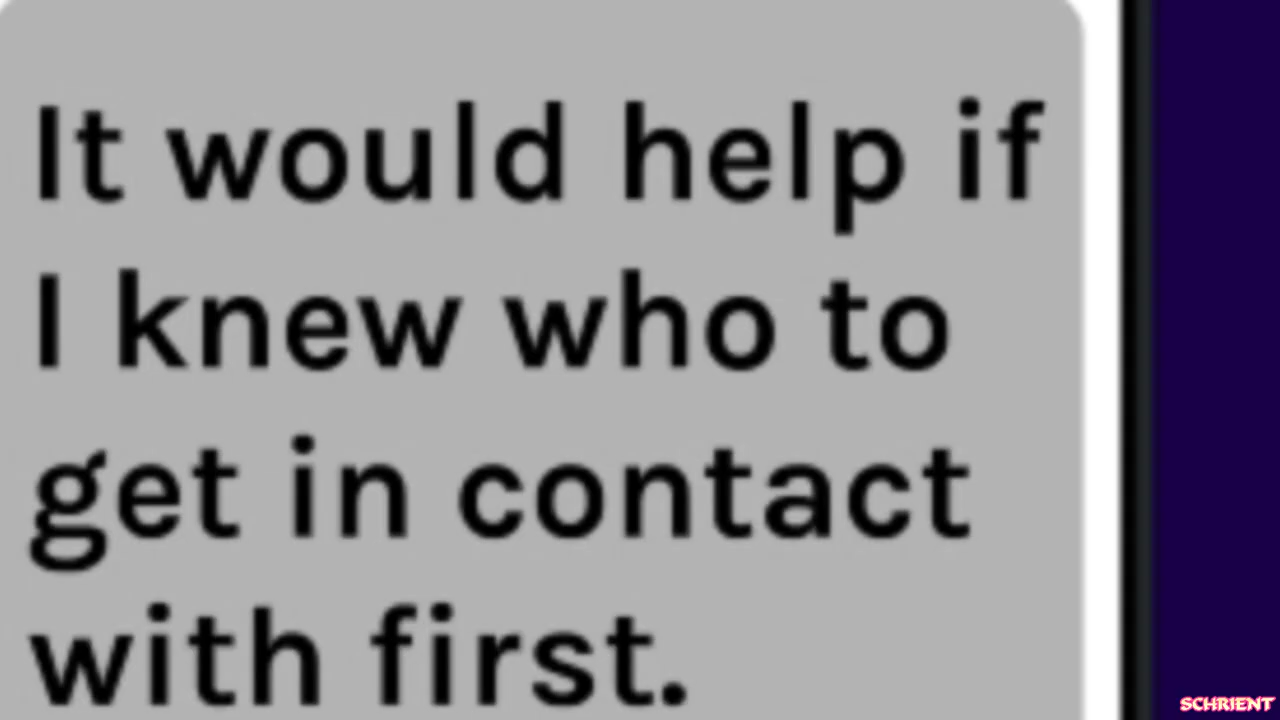 It would help if
I knew who to
get in contact
with first.
SCHRIENT